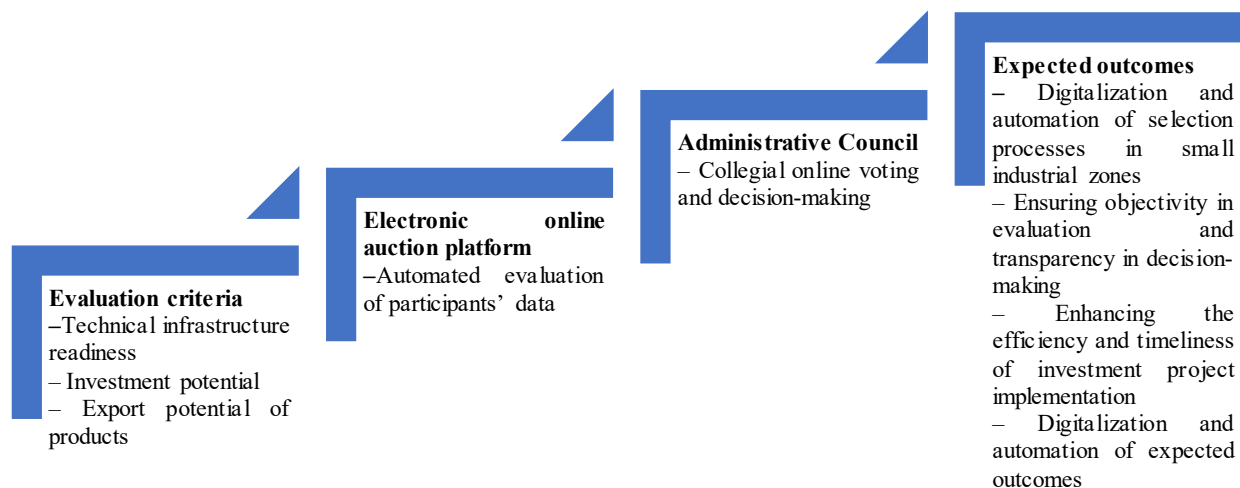 Evaluation criteria
–Technical infrastructure
readiness
– Investment potential
– Export potential of
products
Electronic online
auction platform
–Automated evaluation
of participants’ data
Administrative Council
– Collegial online voting
and decision-making
Expected outcomes
– Digitalization and
automation of selection
processes in small
industrial zones
– Ensuring objectivity in
evaluation and
transparency in decision-
making
– Enhancing the
efficiency and timeliness
of investment project
implementation
– Digitalization and
automation of expected
outcomes